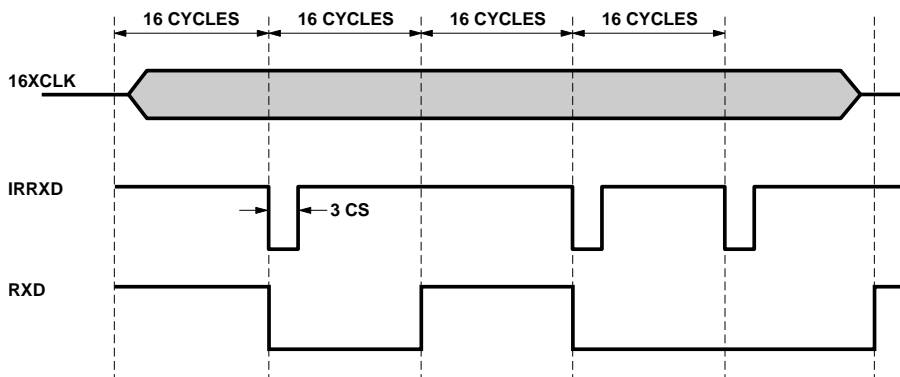 16 CYCLES 16 CYCLES 16 CYCLES 16 CYCLES
16XCLK
IRRXD
3 CS
RXD